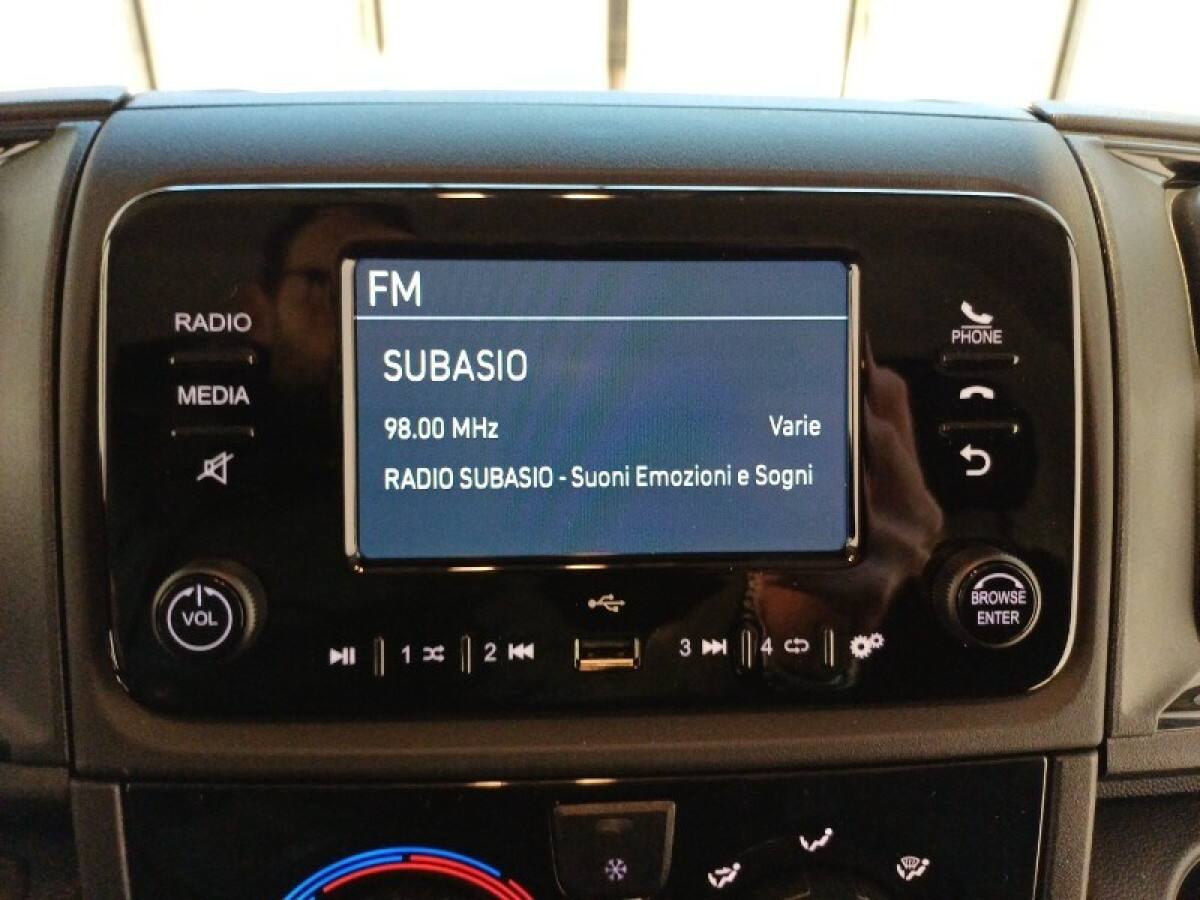 FM
RADIO
SUBASIO
PHONE
MEDIA
98.00 MHz Varie
RADIO SUBASIO - Suoni Emozioni e Sogni
VOL
BROWSE
ENTER
1 2 3 4